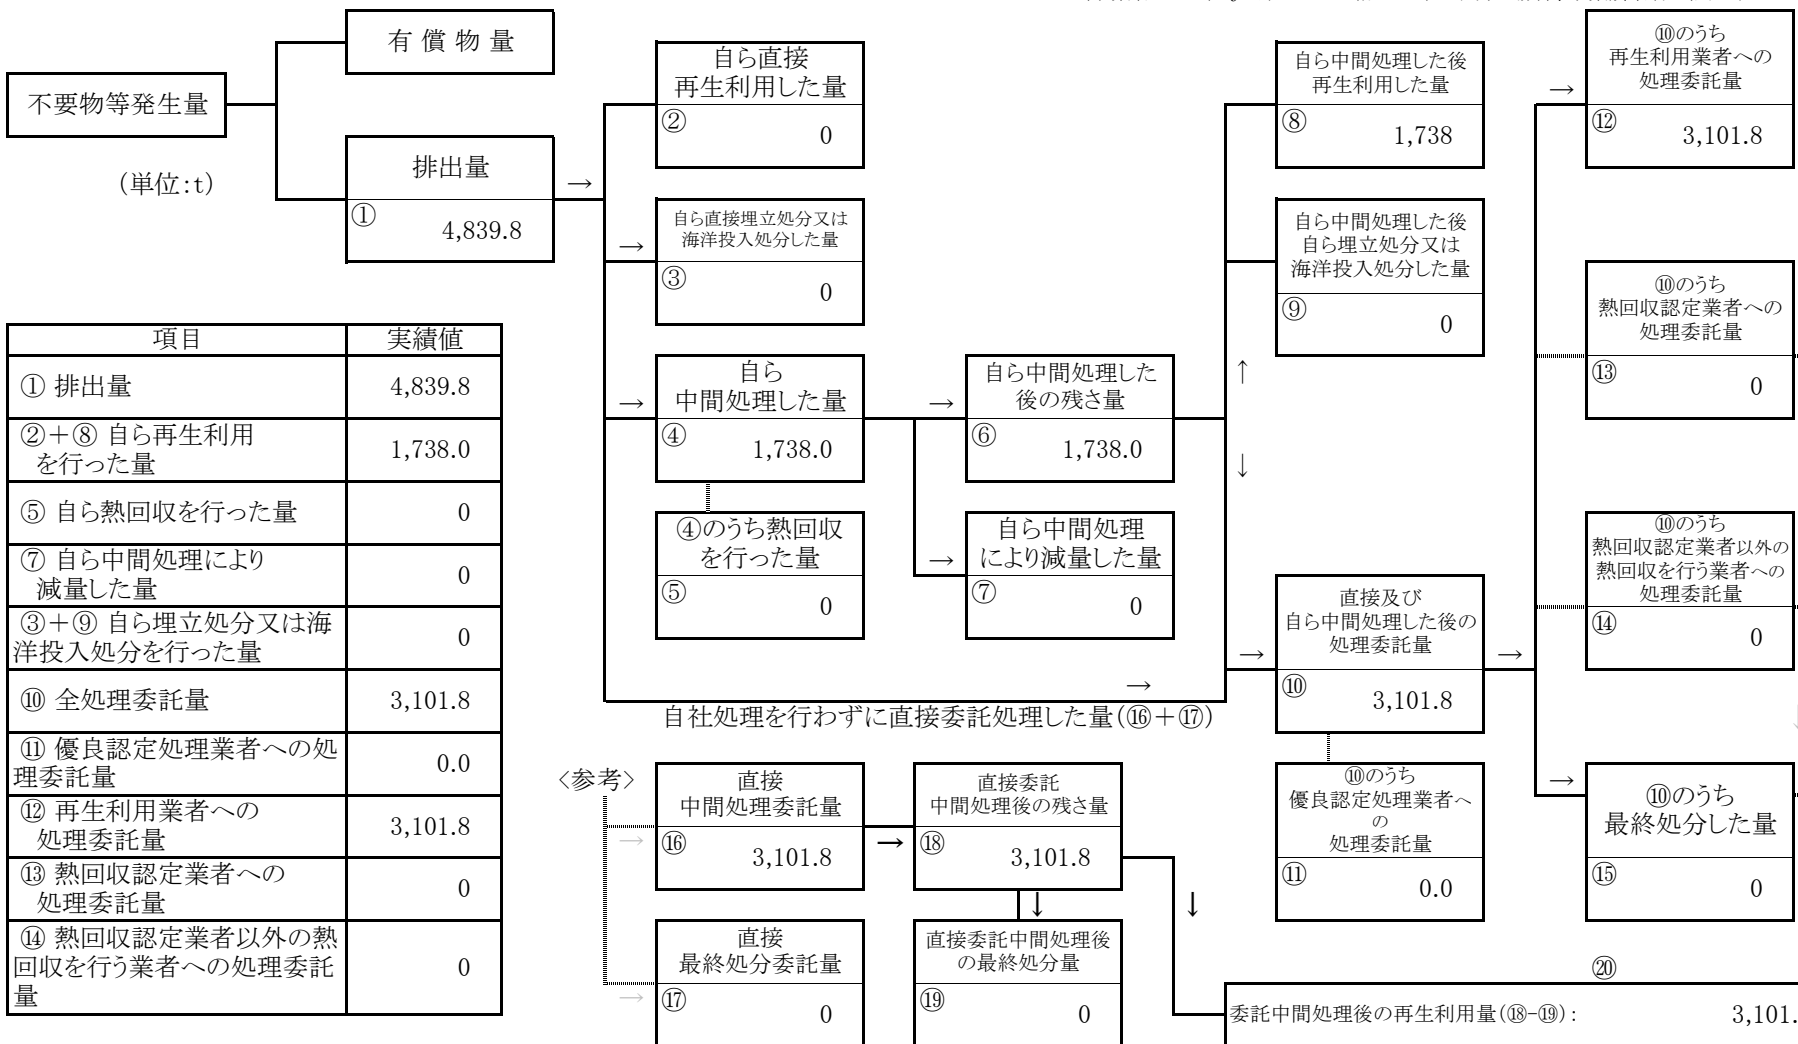 有償物量
不要物等発生量
(単位:t)
排出量
①
4,839.8
→
自ら直接
再生利用した量
②
0
→
自ら直接埋立処分又は
海洋投入処分した量
③
0
→
自ら
中間処理した量
④
1,738.0
④のうち熱回収
を行った量
⑤
0
→
自ら中間処理した
後の残さ量
⑥
1,738.0
→
自ら中間処理
により減量した量
⑦
0
自ら中間処理した後
再生利用した量
⑧
1,738
自ら中間処理した後
自ら埋立処分又は
海洋投入処分した量
⑨
0
↑
↓
→
直接及び
自ら中間処理した後の
処理委託量
⑩
3,101.8
→
⑩のうち
優良認定処理業者へ
の
処理委託量
⑪
0.0
→
⑩のうち
再生利用業者への
処理委託量
⑫
3,101.8
⑩のうち
熱回収認定業者への
処理委託量
⑬
0
⑩のうち
熱回収認定業者以外の
熱回収を行う業者への
処理委託量
⑭
0
→
⑩のうち
最終処分した量
⑮
0
→
自社処理を行わずに直接委託処理した量(⑯+⑰)
<参考>
→
直接
中間処理委託量
⑯
3,101.8
→
直接委託
中間処理後の残さ量
⑱
3,101.8
↓
↓
→
直接
最終処分委託量
⑰
0
直接委託中間処理後
の最終処分量
⑲
0
⑳
委託中間処理後の再生利用量(⑱-⑲): 3,101.
項目 実績値
① 排出量 4,839.8
②+⑧ 自ら再生利用
を行った量 1,738.0
⑤ 自ら熱回収を行った量 0
⑦ 自ら中間処理により
減量した量 0
③+⑨ 自ら埋立処分又は海
洋投入処分を行った量 0
⑩ 全処理委託量 3,101.8
⑪ 優良認定処理業者への処
理委託量 0.0
⑫ 再生利用業者への
処理委託量 3,101.8
⑬ 熱回収認定業者への
処理委託量 0
⑭ 熱回収認定業者以外の熱
回収を行う業者への処理委託
量 0